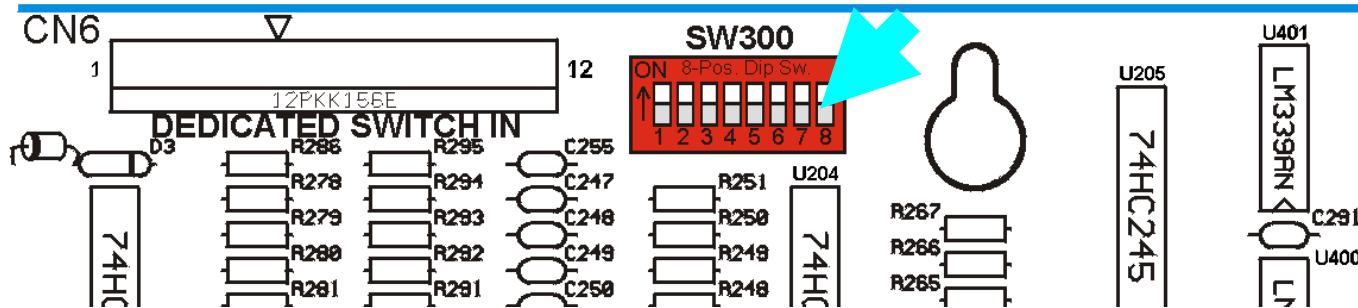 CN6
1
12
12PKK156E
DEDICATED SWITCH IN
SW300
ON 8-Pos. Dip Sw.
1 2 3 4 5 6 7 8
U401
LM339AN
U205
74HC245
D3
R286
R295
C255
U204
R278
R294
C247
R251
R279
R293
C248
R250
R267
C291
R280
R292
C249
R249
R266
U400
R281
R291
C250
R248
R265